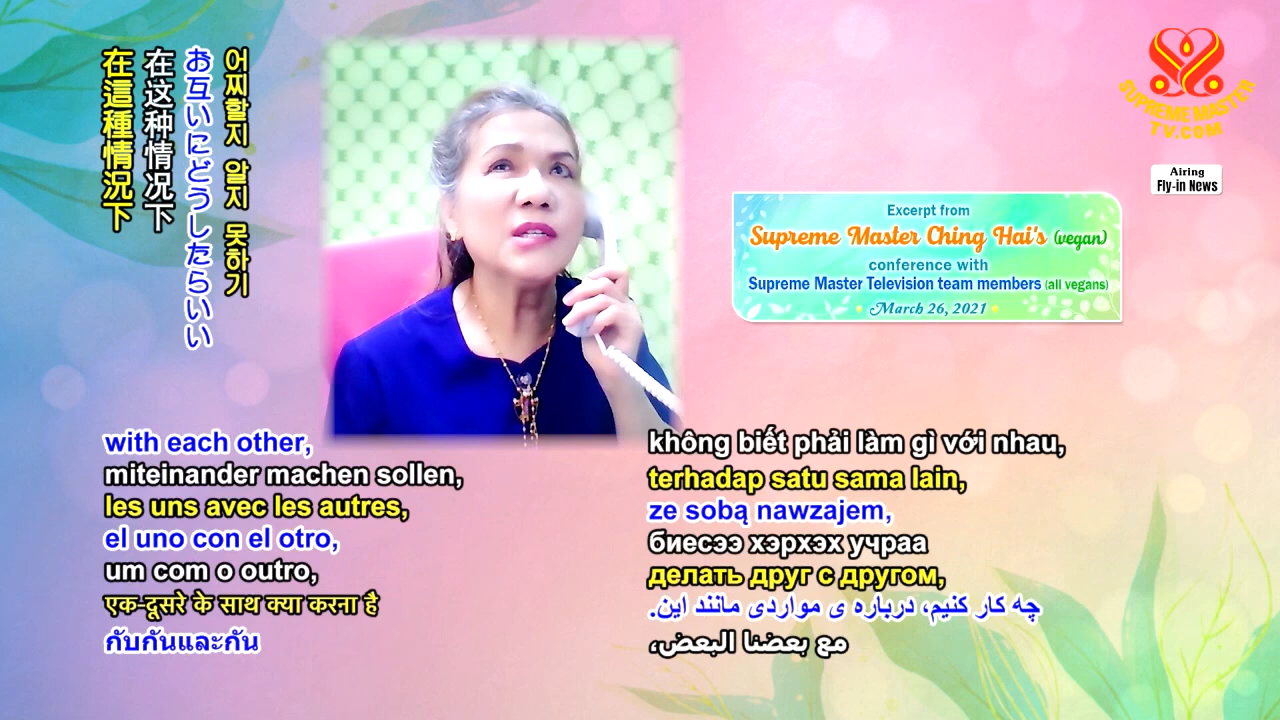 在這種情況下
在这种情况下
お互いにどうしたらいい
어찌할지 알지 못하기
SUPREME MASTER
TV.COM
Airing
Fly-in News
Excerpt from
Supreme Master Ching Hai's (vegan)
conference with
Supreme Master Television team members (all vegans)
March 26, 2021
with each other,
miteinander machen sollen,
les uns avec les autres,
el uno con el otro,
um com o outro,
एक-दूसरे के साथ क्या करना है
กับกันและกัน
không biết phải làm gì với nhau,
terhadap satu sama lain,
ze sobą nawzajem,
биесээ хэрхэх учраа
делать друг с другом,
چه کار کنیم، درباره ی مواردی مانند این.
مع بعضنا البعض،